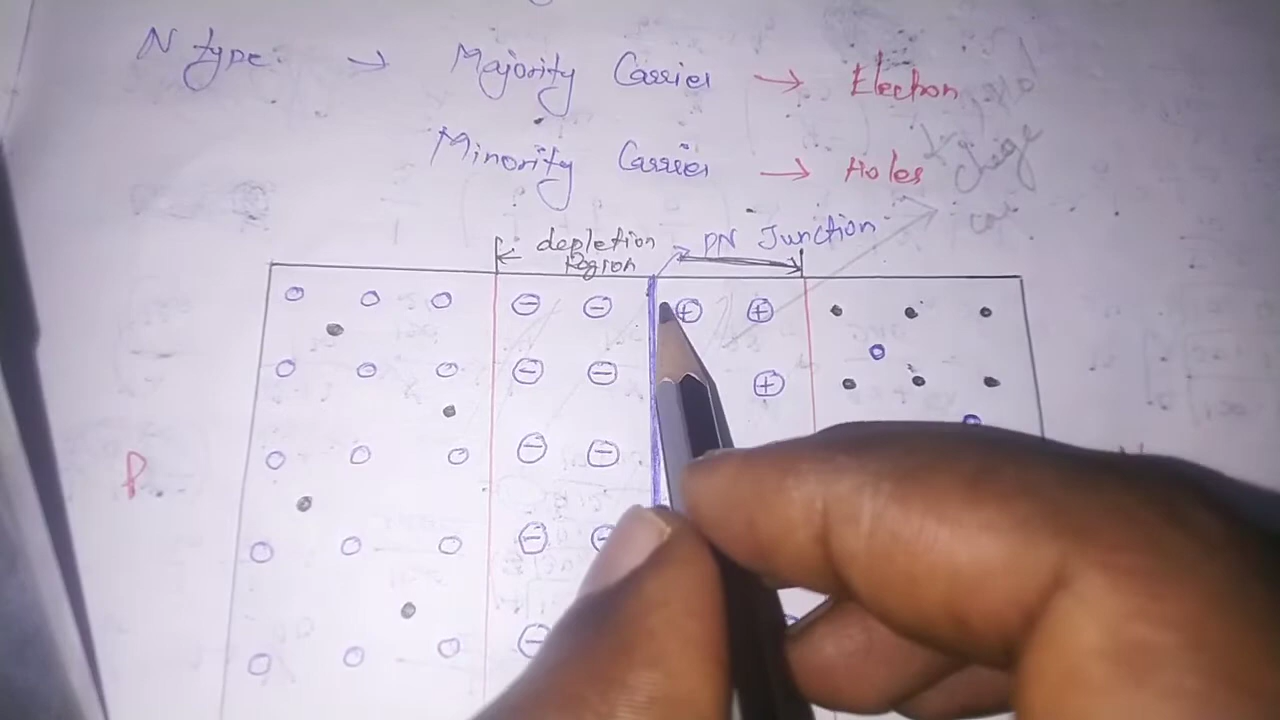 N type. → Majority Carrier → Electron
Minority Carrier → Holes
depletion
Region
PN Junction
P